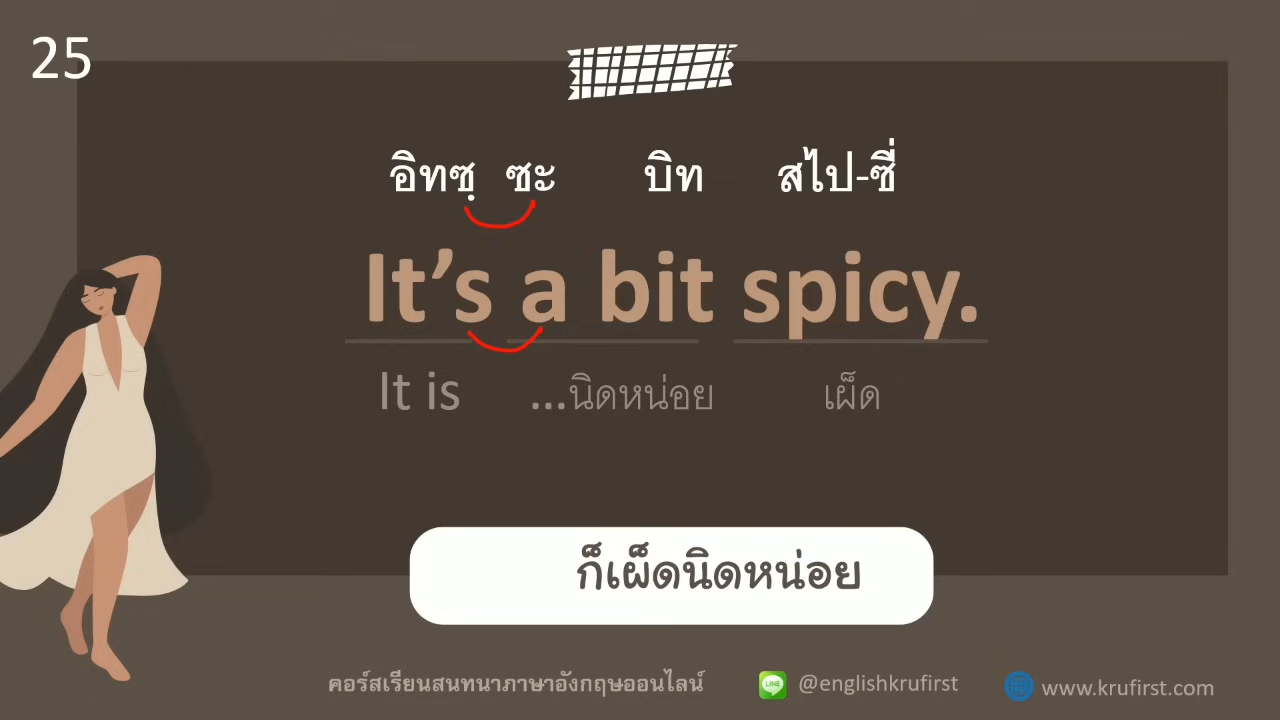 25
อิทซฺ ซะ บิท สไป-ซี่
It’s a bit spicy.
It is ...นิดหน่อย เผ็ด
ก็เผ็ดนิดหน่อย
คอร์สเรียนสนทนาภาษาอังกฤษออนไลน์ LINE @englishkrufirst www.krufirst.com